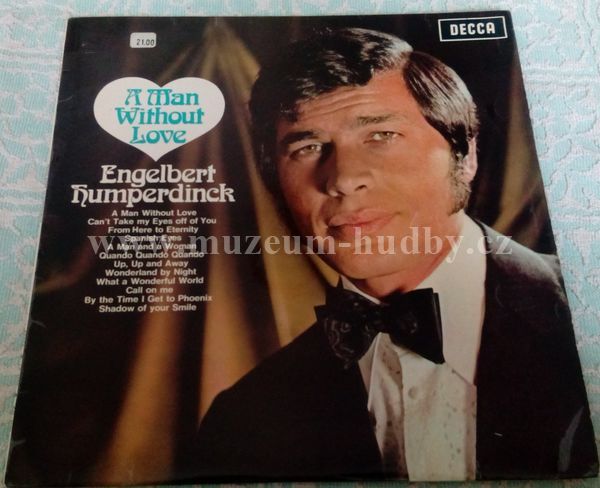 DECCA
21.00
A Man
Without
Love
Engelbert
Humperdinck
A Man Without Love
Can't Take my Eyes off of You
From Here to Eternity
Spanish Eyes
A Man and a Woman
Quando Quando Quando
Up, Up and Away
Wonderland by Night
What a Wonderful World
Call on me
By the Time I Get to Phoenix
Shadow of your Smile
www.muzeum-hudby.cz